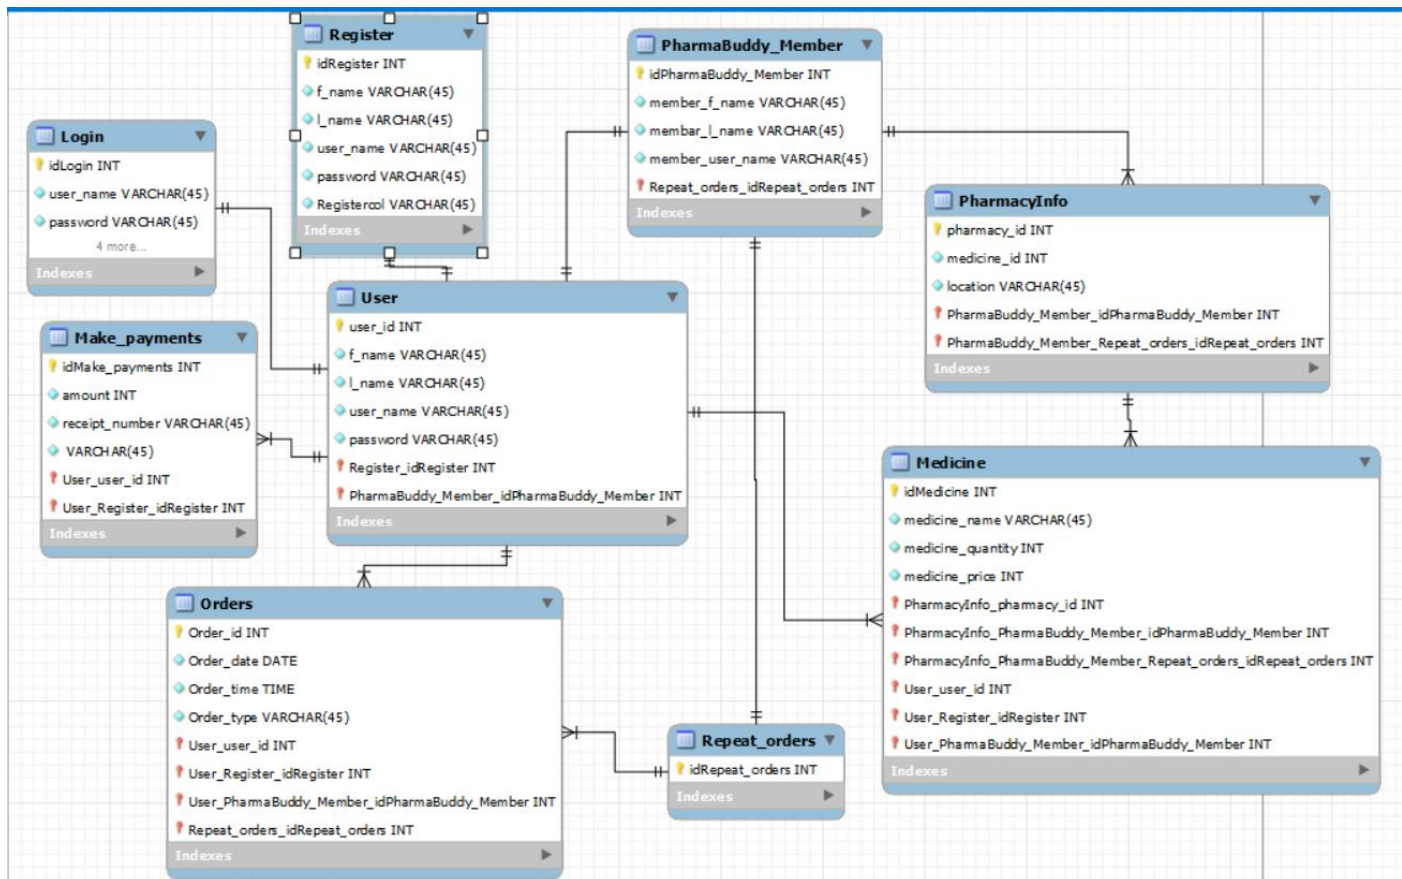 Register
idRegister INT
f_name VARCHAR(45)
l_name VARCHAR(45)
user_name VARCHAR(45)
password VARCHAR(45)
Registercol VARCHAR(45)
Indexes
PharmaBuddy_Member
idPharmaBuddy_Member INT
member_f_name VARCHAR(45)
membar_l_name VARCHAR(45)
member_user_name VARCHAR(45)
Repeat_orders_idRepeat_orders INT
Indexes
Login
idLogin INT
user_name VARCHAR(45)
password VARCHAR(45)
4 more...
Indexes
PharmacyInfo
pharmacy_id INT
medicine_id INT
location VARCHAR(45)
PharmaBuddy_Member_idPharmaBuddy_Member INT
PharmaBuddy_Member_Repeat_orders_idRepeat_orders INT
Indexes
User
user_id INT
f_name VARCHAR(45)
l_name VARCHAR(45)
user_name VARCHAR(45)
password VARCHAR(45)
Register_idRegister INT
PharmaBuddy_Member_idPharmaBuddy_Member INT
Indexes
Make_payments
idMake_payments INT
amount INT
receipt_number VARCHAR(45)
VARCHAR(45)
User_user_id INT
User_Register_idRegister INT
Indexes
Medicine
idMedicine INT
medicine_name VARCHAR(45)
medicine_quantity INT
medicine_price INT
PharmacyInfo_pharmacy_id INT
PharmacyInfo_PharmaBuddy_Member_idPharmaBuddy_Member INT
PharmacyInfo_PharmaBuddy_Member_Repeat_orders_idRepeat_orders INT
User_user_id INT
User_Register_idRegister INT
User_PharmaBuddy_Member_idPharmaBuddy_Member INT
Indexes
Orders
Order_id INT
Order_date DATE
Order_time TIME
Order_type VARCHAR(45)
User_user_id INT
User_Register_idRegister INT
User_PharmaBuddy_Member_idPharmaBuddy_Member INT
Repeat_orders_idRepeat_orders INT
Indexes
Repeat_orders
idRepeat_orders INT
Indexes